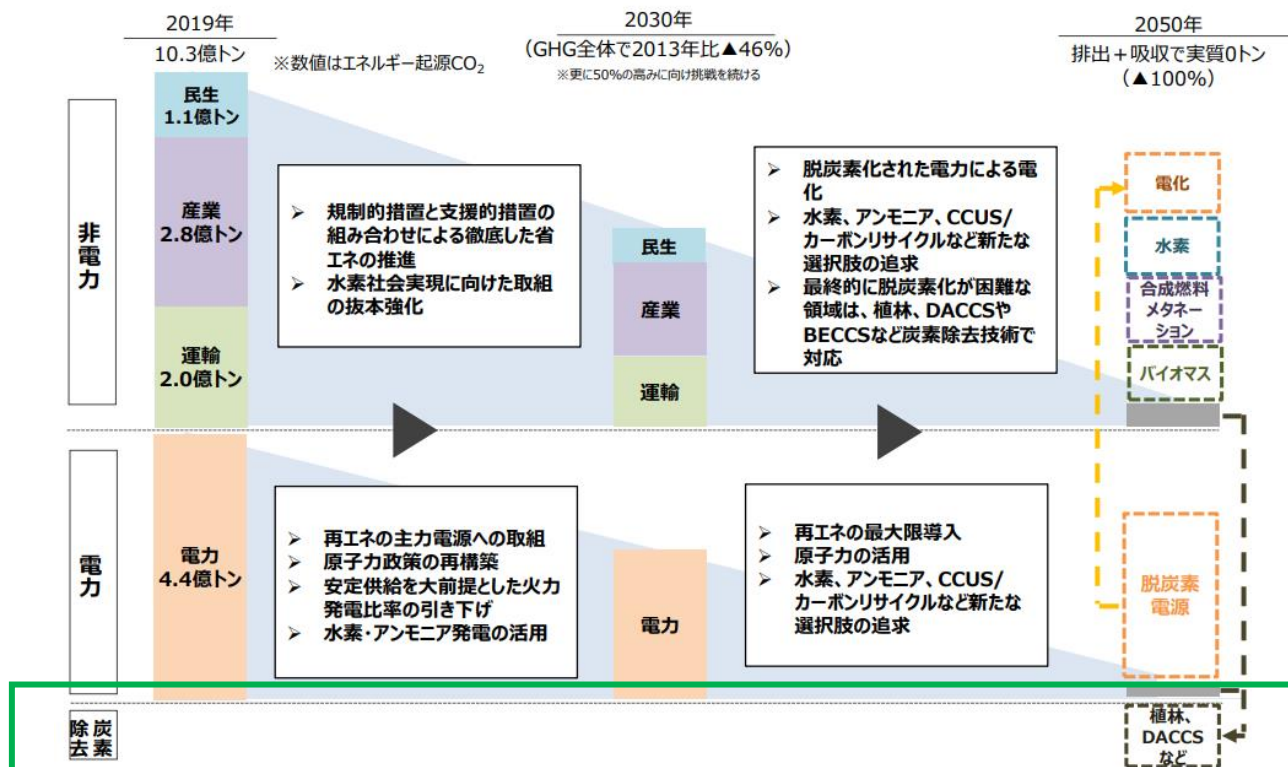 2019年
10.3億トン
※数値はエネルギー起源CO₂
2030年
(GHG全体で2013年比▲46%)
※更に50%の高みに向け挑戦を続ける
2050年
排出+吸収で実質0トン
(▲100%)
非電力
民生
1.1億トン
産業
2.8億トン
運輸
2.0億トン
➢ 規制的措置と支援的措置の
組み合わせによる徹底した省
エネの推進
➢ 水素社会実現に向けた取組
の抜本強化
民生
産業
運輸
➢ 脱炭素化された電力による電
化
➢ 水素、アンモニア、CCUS/
カーボンリサイクルなど新たな
選択肢の追求
➢ 最終的に脱炭素化が困難な
領域は、植林、DACCSや
BECCSなど炭素除去技術で
対応
電化
水素
合成燃料
メタネー
ション
バイオマス
電力
電力
4.4億トン
➢ 再エネの主力電源への取組
➢ 原子力政策の再構築
➢ 安定供給を大前提とした火力
発電比率の引き下げ
➢ 水素・アンモニア発電の活用
電力
➢ 再エネの最大限導入
➢ 原子力の活用
➢ 水素、アンモニア、CCUS/
カーボンリサイクルなど新たな
選択肢の追求
脱炭素
電源
炭素除去
植林、
DACCS
など